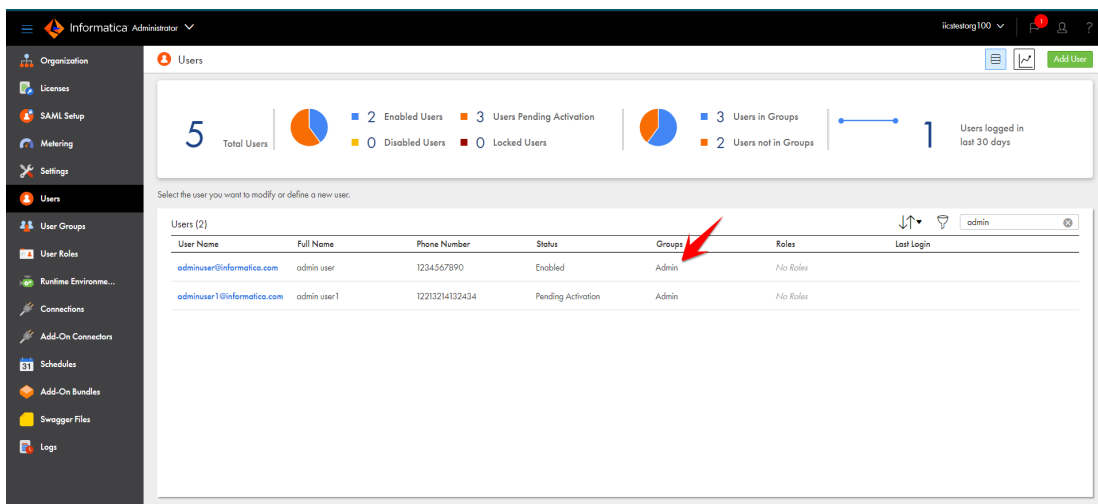 Informatica Administrator
iicstestorg100
1
?
Organization
Licenses
SAML Setup
Metering
Settings
Users
User Groups
User Roles
Runtime Environme...
Connections
Add-On Connectors
31
Schedules
Add-On Bundles
Swagger Files
Logs
Users
Add User
5 Total Users
2 Enabled Users
3 Users Pending Activation
0 Disabled Users
0 Locked Users
3 Users in Groups
2 Users not in Groups
1 Users logged in
last 30 days
Select the user you want to modify or define a new user.
Users (2)
admin
User Name Full Name Phone Number Status Groups Roles Last Login
adminuser@informatica.com admin user 1234567890 Enabled Admin No Roles
adminuser1@informatica.com admin user1 12213214132434 Pending Activation Admin No Roles